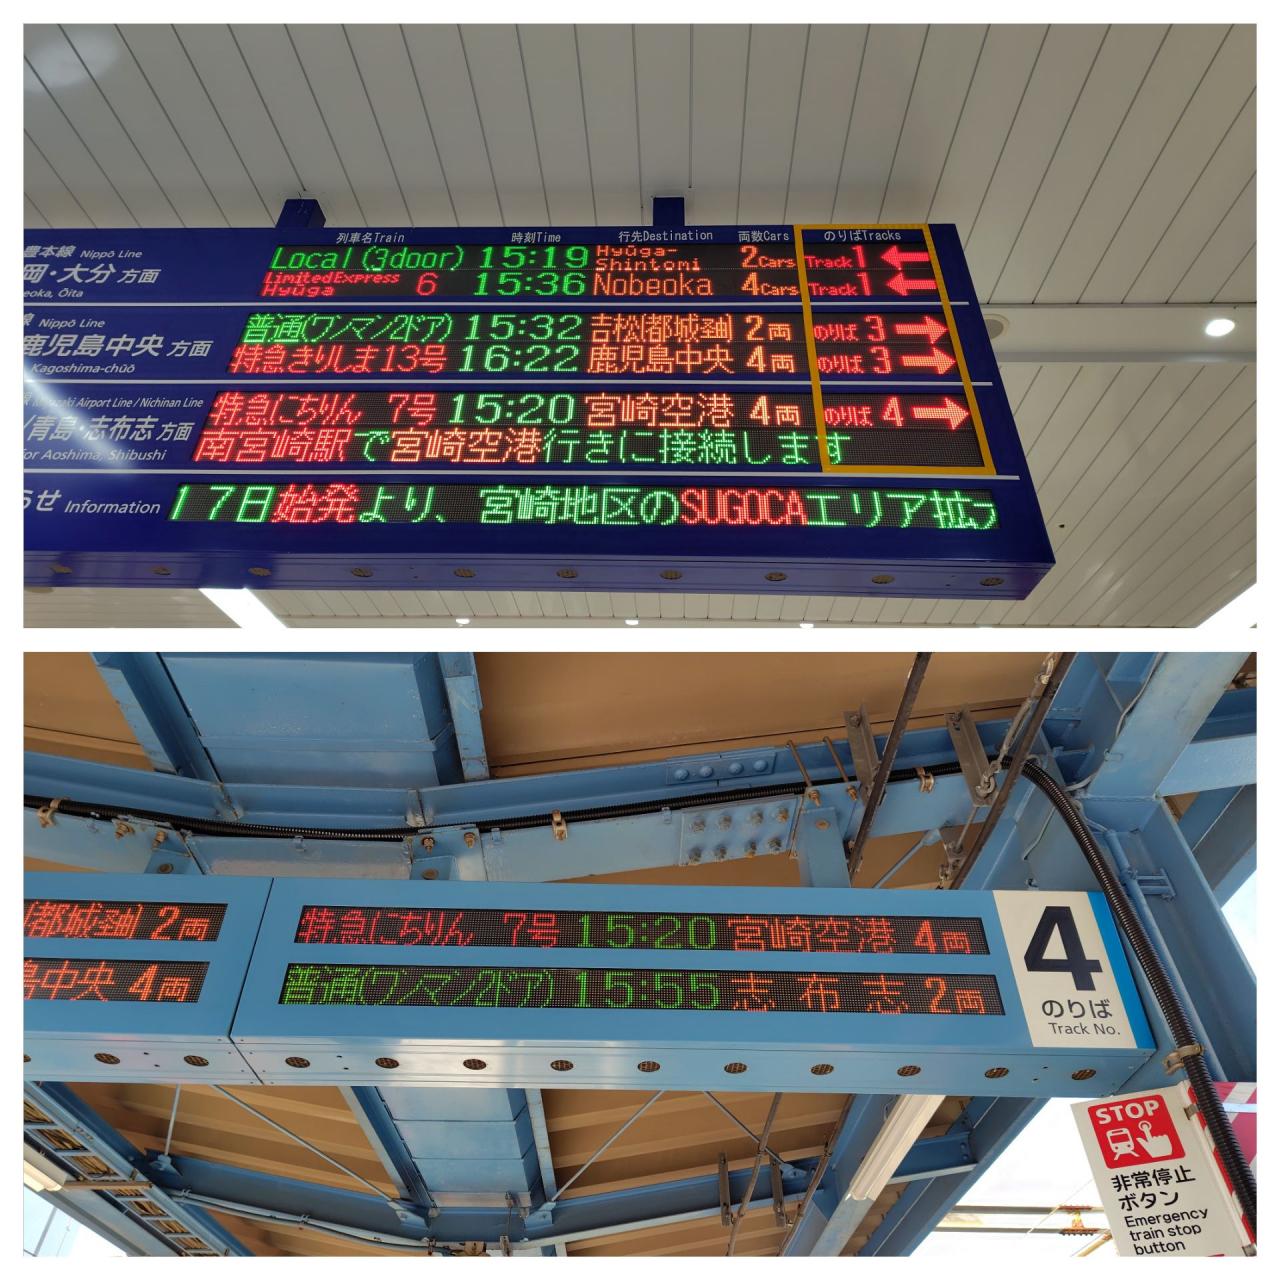 列車名Train 時刻Time 行先Destination 両数Cars のりばTracks
豊本線 Nippō Line
岡・大分 方面
eoka, Ōita
Local (3door) 15:19 Hyūga-Shintomi 2Cars Track1 ←
LimitedExpress Hyūga 6 15:36 Nobeoka 4Cars Track1 ←
線 Nippō Line
鹿児島中央 方面
Kagoshima-chūō
普通(ワンマン2ドア) 15:32 吉松(都城経由) 2両 のりば 3 →
特急きりしま13号 16:22 鹿児島中央 4両 のりば 3 →
Miyazaki Airport Line / Nichinan Line
/青島・志布志 方面
for Aoshima, Shibushi
特急にちりん 7号 15:20 宮崎空港 4両 のりば 4 →
南宮崎駅で宮崎空港行きに接続します
らせ Information
17日始発より、宮崎地区のSUGOCAエリア拡
(都城経由) 2両
島中央 4両
特急にちりん 7号 15:20 宮崎空港 4両
普通(ワンマン2ドア) 15:55 志布志 2両
4
のりば
Track No.
STOP
非常停止
ボタン
Emergency
train stop
button